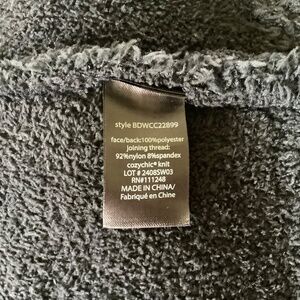 style BDWCC22899
face/back:100%polyester
joining thread:
92%nylon 8%spandex
cozychic® knit
LOT # 24085W03
RN#111248
MADE IN CHINA/
Fabriqué en Chine